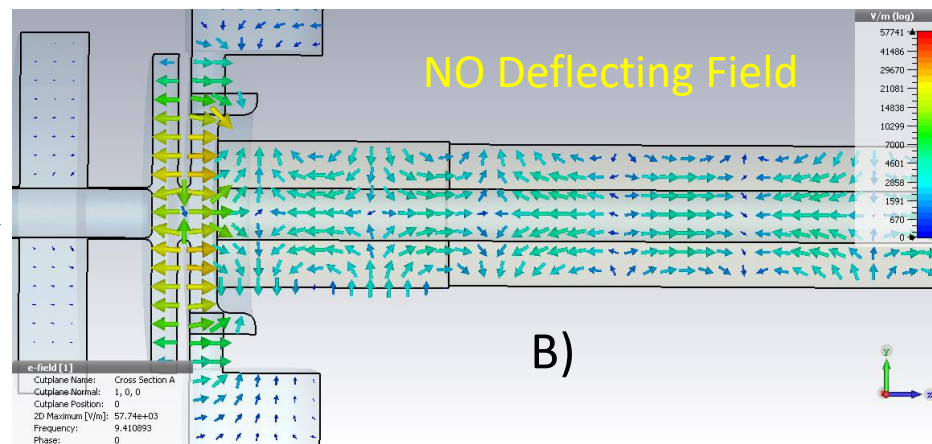 V/m (log)
57741
41486
29670
21081
14838
10299
7000
4601
2858
1591
670
0
NO Deflecting Field
B)
e-field [1]
Cutplane Name: Cross Section A
Cutplane Normal: 1, 0, 0
Cutplane Position: 0
2D Maximum [V/m]: 57.74e+03
Frequency: 9.410893
Phase: 0
y
z